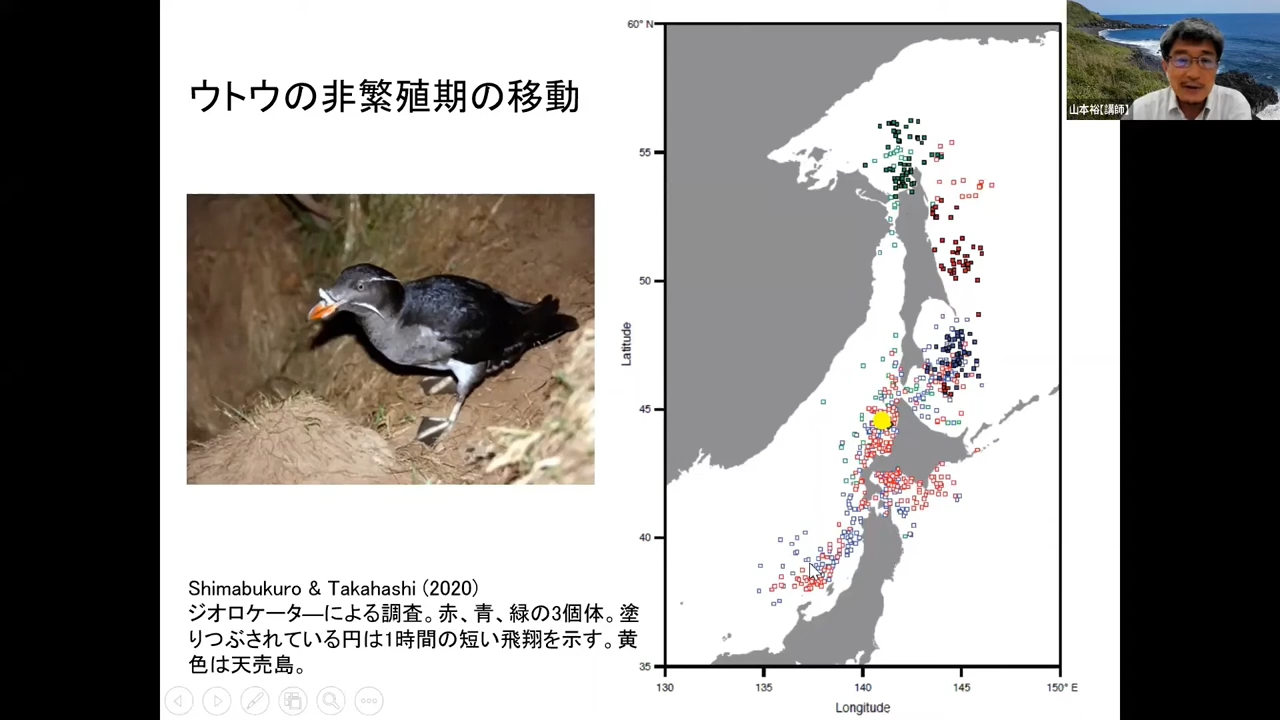 ウトウの非繁殖期の移動
Shimabukuro & Takahashi (2020)
ジオロケーター―による調査。赤、青、緑の3個体。塗
りつぶされている円は1時間の短い飛翔を示す。黄
色は天売島。
60° N
55
50
45
40
35
Latitude
130
135
140
145
150° E
Longitude
山本裕【講師】